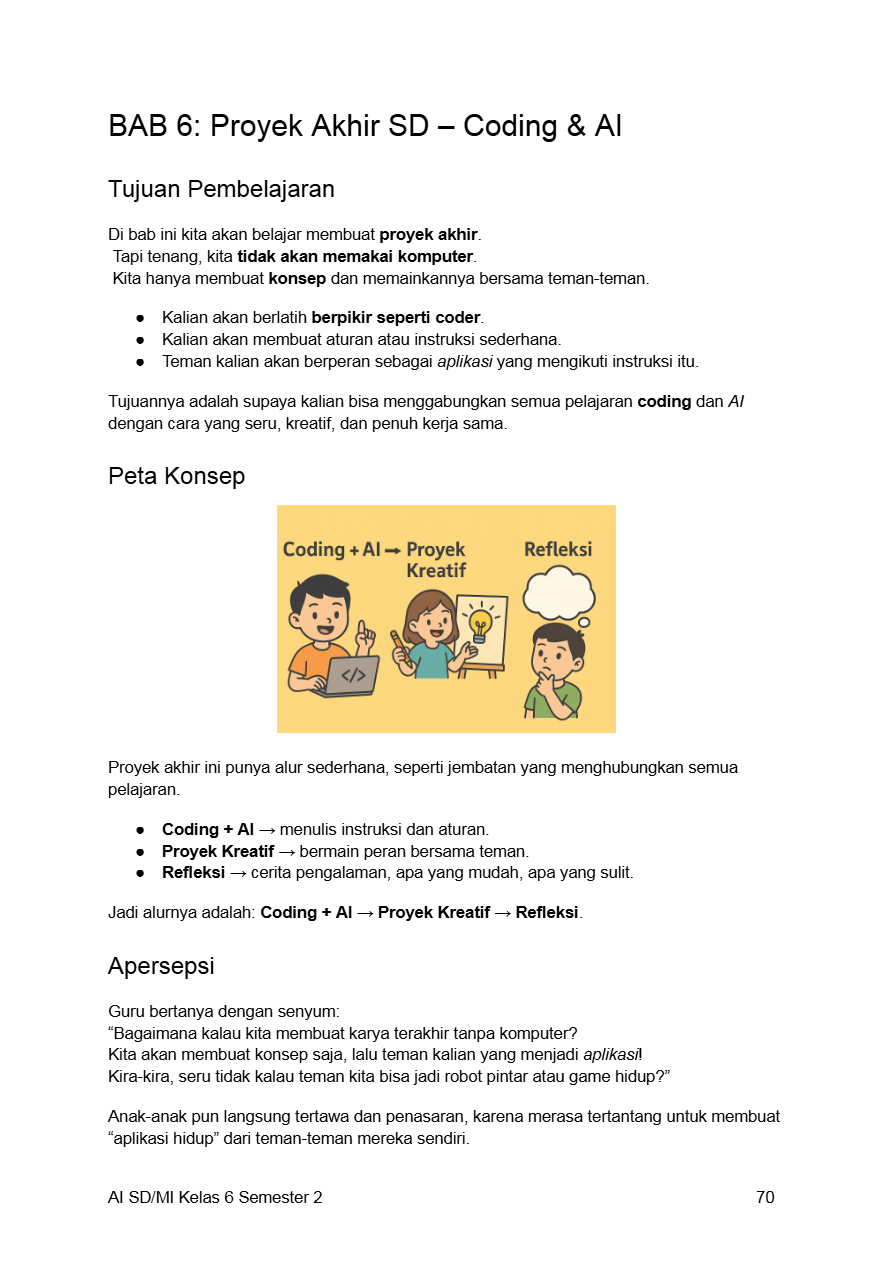 BAB 6: Proyek Akhir SD – Coding & AI
Tujuan Pembelajaran
Di bab ini kita akan belajar membuat proyek akhir.
Tapi tenang, kita tidak akan memakai komputer.
Kita hanya membuat konsep dan memainkannya bersama teman-teman.
● Kalian akan berlatih berpikir seperti coder.
● Kalian akan membuat aturan atau instruksi sederhana.
● Teman kalian akan berperan sebagai aplikasi yang mengikuti instruksi itu.
Tujuannya adalah supaya kalian bisa menggabungkan semua pelajaran coding dan AI
dengan cara yang seru, kreatif, dan penuh kerja sama.
Peta Konsep
Coding + AI → Proyek
Kreatif
Refleksi
</>
Proyek akhir ini punya alur sederhana, seperti jembatan yang menghubungkan semua
pelajaran.
● Coding + AI → menulis instruksi dan aturan.
● Proyek Kreatif → bermain peran bersama teman.
● Refleksi → cerita pengalaman, apa yang mudah, apa yang sulit.
Jadi alurnya adalah: Coding + AI → Proyek Kreatif → Refleksi.
Apersepsi
Guru bertanya dengan senyum:
“Bagaimana kalau kita membuat karya terakhir tanpa komputer?
Kita akan membuat konsep saja, lalu teman kalian yang menjadi aplikasi!
Kira-kira, seru tidak kalau teman kita bisa jadi robot pintar atau game hidup?”
Anak-anak pun langsung tertawa dan penasaran, karena merasa tertantang untuk membuat
“aplikasi hidup” dari teman-teman mereka sendiri.
AI SD/MI Kelas 6 Semester 2 70